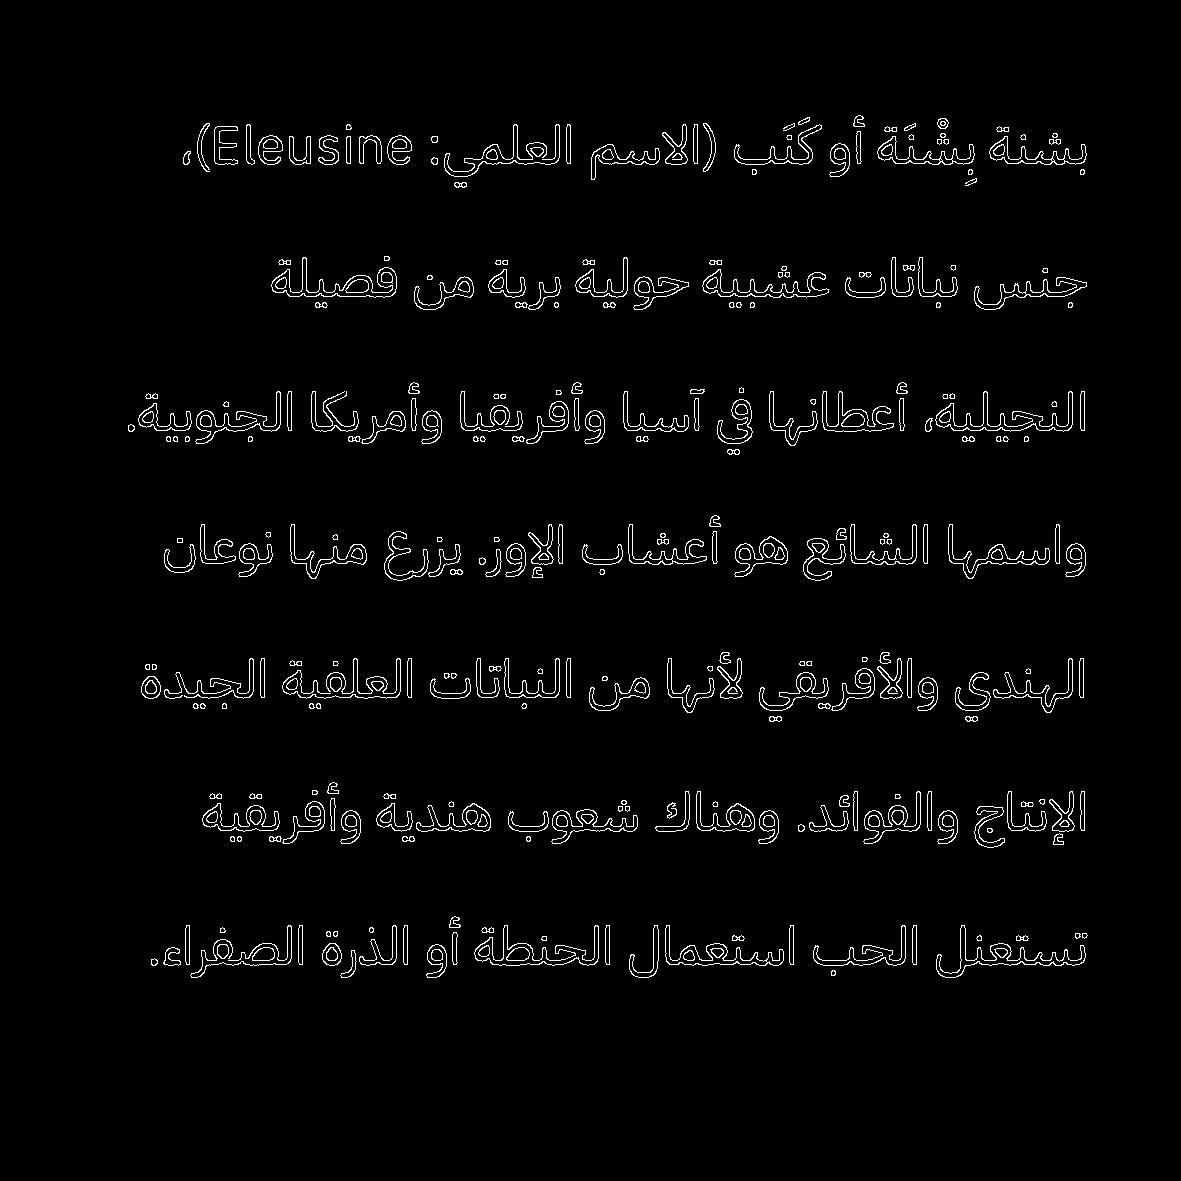 بشنة بِشْنَة أو كَنَب (الاسم العلمي: Eleusine)،
جنس نباتات عشبية حولية برية من فصيلة
النجيلية، أعطانها في آسيا وأفريقيا وأمريكا الجنوبية.
واسمها الشائع هو أعشاب الإوز. يزرع منها نوعان
الهندي والأفريقي لأنها من النباتات العلفية الجيدة
الإنتاج والفوائد. وهناك شعوب هندية وأفريقية
تستعنل الحب استعمال الحنطة أو الذرة الصفراء.